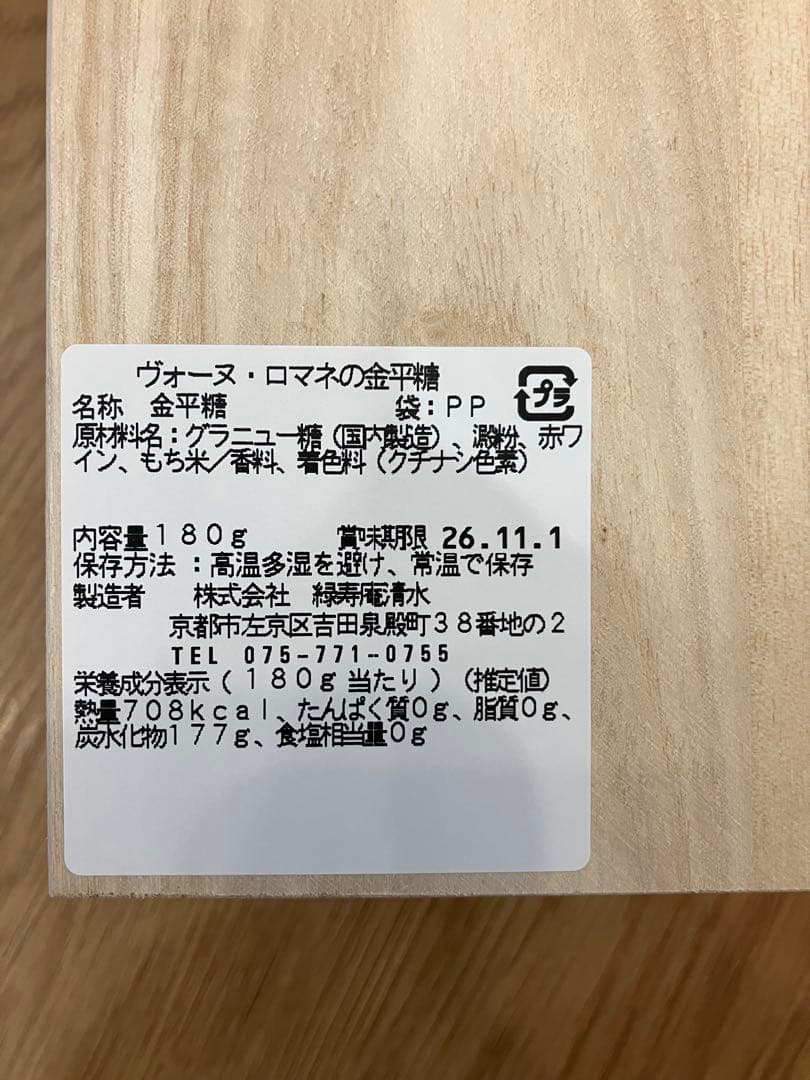 ヴォーヌ・ロマネの金平糖
名称　金平糖　袋：ＰＰ　プラ
原材料名：グラニュー糖（国内製造）、澱粉、赤ワ
イン、もち米／香料、着色料（クチナシ色素）
内容量１８０ｇ　賞味期限 26.11.1
保存方法 ：高温多湿を避け、常温で保存
製造者　株式会社　緑寿庵清水
京都市左京区吉田泉殿町３８番地の２
TEL 075-771-0755
栄養成分表示（１８０ｇ当たり）（推定値）
熱量７０８ｋｃａｌ、たんぱく質０ｇ、脂質０ｇ、
炭水化物１７７ｇ、食塩相当量０ｇ